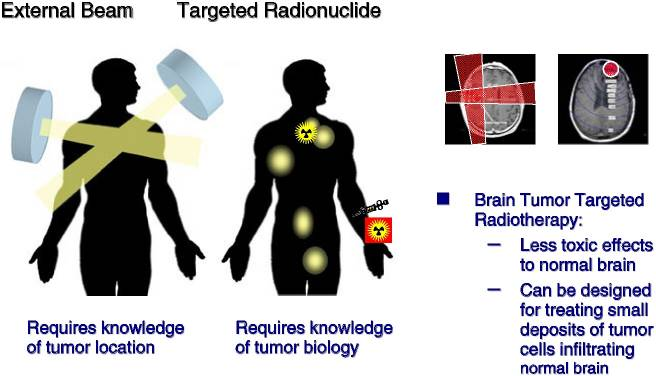 External Beam
Targeted Radionuclide
Requires knowledge
of tumor location
Requires knowledge
of tumor biology
■ Brain Tumor Targeted
Radiotherapy:
– Less toxic effects
to normal brain
– Can be designed
for treating small
deposits of tumor
cells infiltrating
normal brain